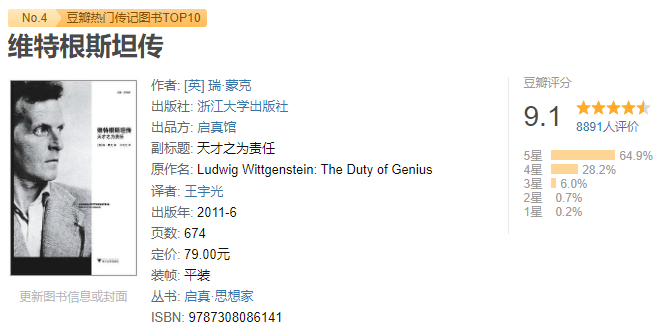 No.4 豆瓣热门传记图书TOP10
维特根斯坦传
作者: [英] 瑞·蒙克
出版社: 浙江大学出版社
出品方: 启真馆
副标题: 天才之为责任
原作名: Ludwig Wittgenstein: The Duty of Genius
译者: 王宇光
出版年: 2011-6
页数: 674
定价: 79.00元
装帧: 平装
丛书: 启真·思想家
ISBN: 9787308086141
维特根斯坦传
天才之为责任
更新图书信息或封面
豆瓣评分
9.1
8891人评价
5星 64.9%
4星 28.2%
3星 6.0%
2星 0.7%
1星 0.2%